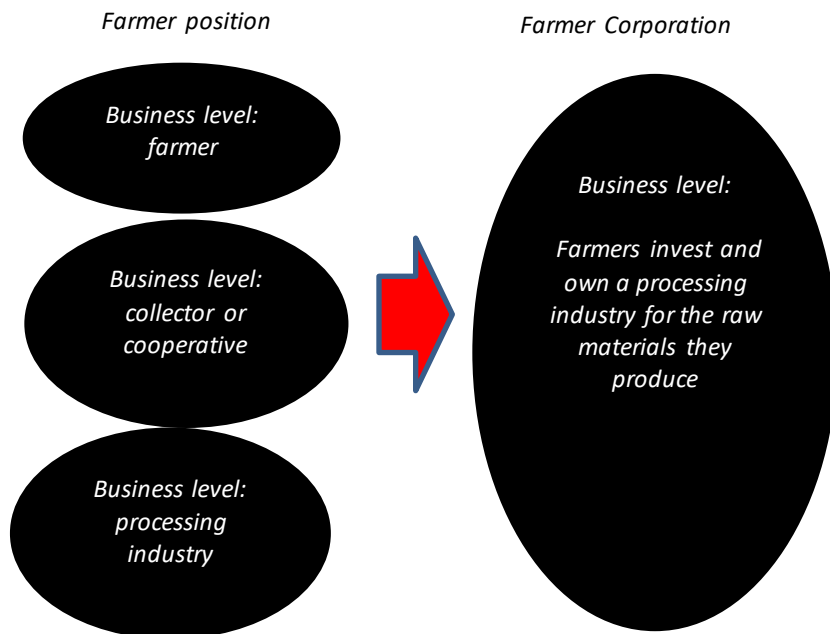 Farmer position
Business level:
farmer
Business level:
collector or
cooperative
Business level:
processing
industry
Farmer Corporation
Business level:
Farmers invest and
own a processing
industry for the raw
materials they
produce